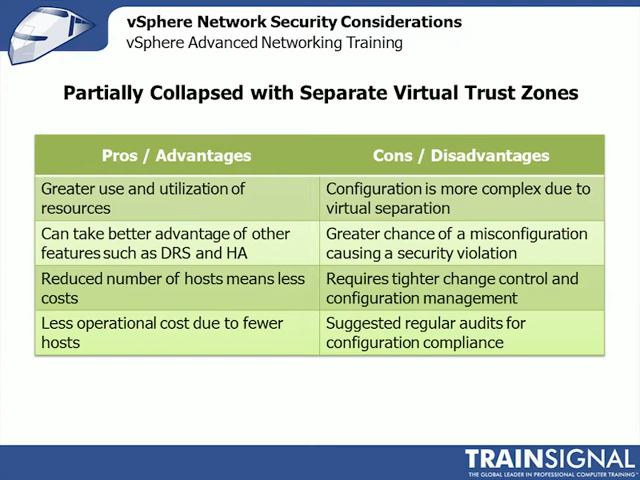 vSphere Network Security Considerations
vSphere Advanced Networking Training
Partially Collapsed with Separate Virtual Trust Zones
Pros / Advantages
Cons / Disadvantages
Greater use and utilization of
resources
Configuration is more complex due to
virtual separation
Can take better advantage of other
features such as DRS and HA
Greater chance of a misconfiguration
causing a security violation
Reduced number of hosts means less
costs
Requires tighter change control and
configuration management
Less operational cost due to fewer
hosts
Suggested regular audits for
configuration compliance
TRAINSIGNAL
THE GLOBAL LEADER IN PROFESSIONAL COMPUTER TRAINING